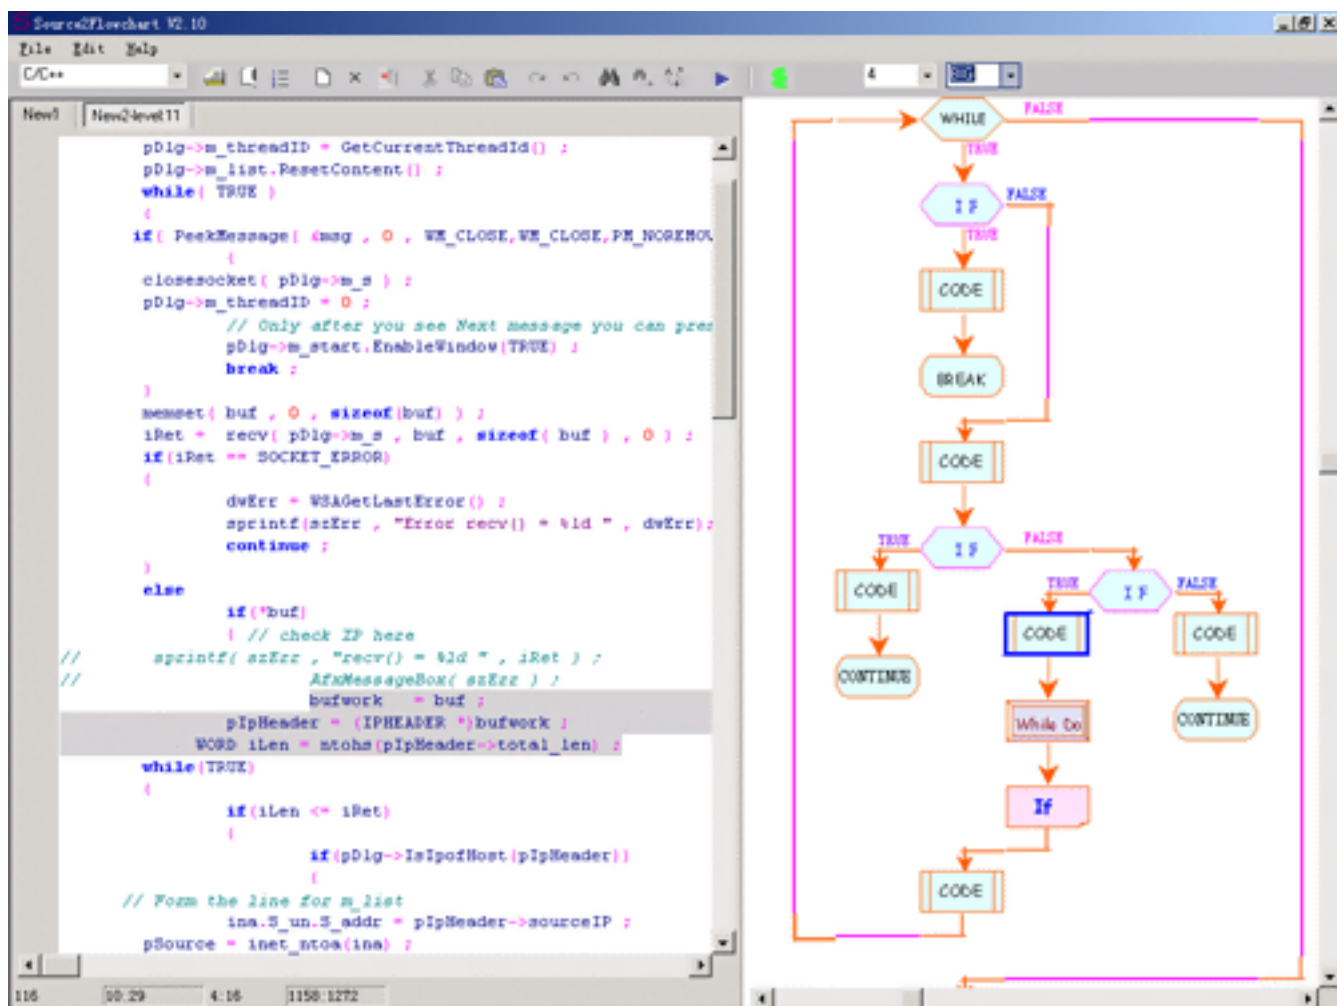 Source2Flowchart V2.10
File Edit Help
C/C++
4
BIG
New1
New2-level11
pDlg->m_threadID = GetCurrentThreadId() ;
pDlg->m_list.ResetContent() ;
while( TRUE )
{
if( PeekMessage( &msg , 0 , WM_CLOSE,WM_CLOSE,PM_NOREMOV
{
closesocket( pDlg->m_s ) ;
pDlg->m_threadID = 0 ;
// Only after you see Next message you can pres
pDlg->m_start.EnableWindow(TRUE) ;
break ;
}
memset( buf , 0 , sizeof(buf) ) ;
iRet = recv( pDlg->m_s , buf , sizeof( buf ) , 0 ) ;
if(iRet == SOCKET_ERROR)
{
dwErr = WSAGetLastError() ;
sprintf(szErr , "Error recv() = %ld " , dwErr);
continue ;
}
else
if(*buf)
{ // check IP here
// sprintf( szErr , "recv() = %ld " , iRet ) ;
// AfxMessageBox( szErr ) ;
bufwork = buf ;
pIpHeader = (IPHEADER *)bufwork ;
WORD iLen = ntohs(pIpHeader->total_len) ;
while(TRUE)
{
if(iLen <= iRet)
{
if(pDlg->IsIpofHost(pIpHeader))
{
// Form the line for m_list
ina.S_un.S_addr = pIpHeader->sourceIP ;
pSource = inet_ntoa(ina) ;
116
10:29
4:16
1158:1272
WHILE
FALSE
TRUE
IF
FALSE
TRUE
CODE
BREAK
CODE
TRUE
IF
FALSE
CODE
TRUE
IF
FALSE
CODE
CODE
CONTINUE
While Do
CONTINUE
If
CODE